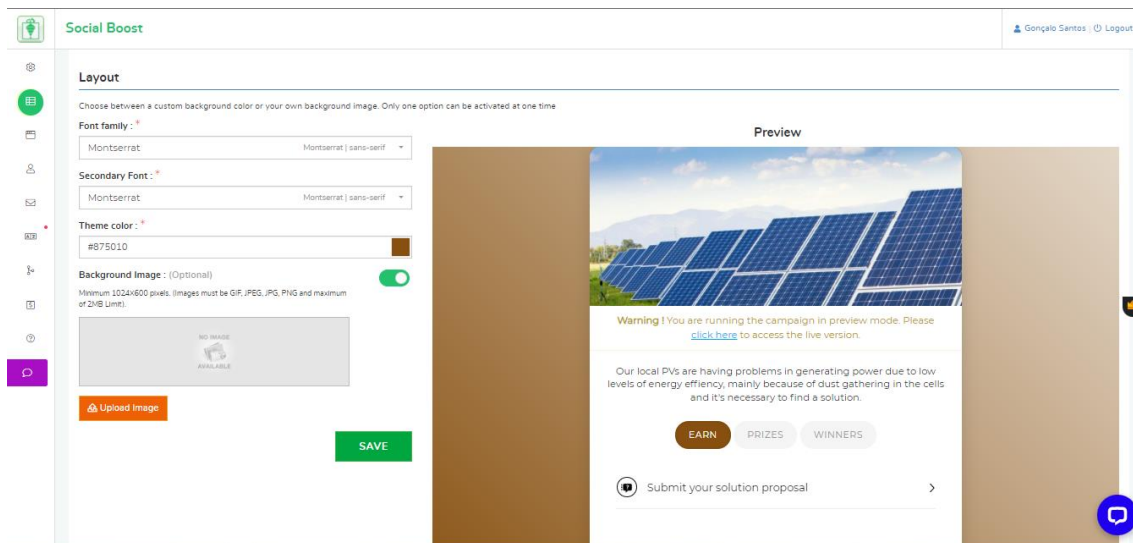 Social Boost
Gonçalo Santos | Logout
Layout
Choose between a custom background color or your own background image. Only one option can be activated at one time
Font family : *
Montserrat Montserrat | sans-serif
Secondary Font : *
Montserrat Montserrat | sans-serif
Theme color : *
#875010
Background Image : (Optional)
Minimum 1024X600 pixels. (Images must be GIF, JPEG, JPG, PNG and maximum
of 2MB Limit).
NO IMAGE
AVAILABLE
Upload Image
SAVE
Preview
Warning ! You are running the campaign in preview mode. Please
click here to access the live version.
Our local PVs are having problems in generating power due to low
levels of energy effiency, mainly because of dust gathering in the cells
and it's necessary to find a solution.
EARN PRIZES WINNERS
Submit your solution proposal